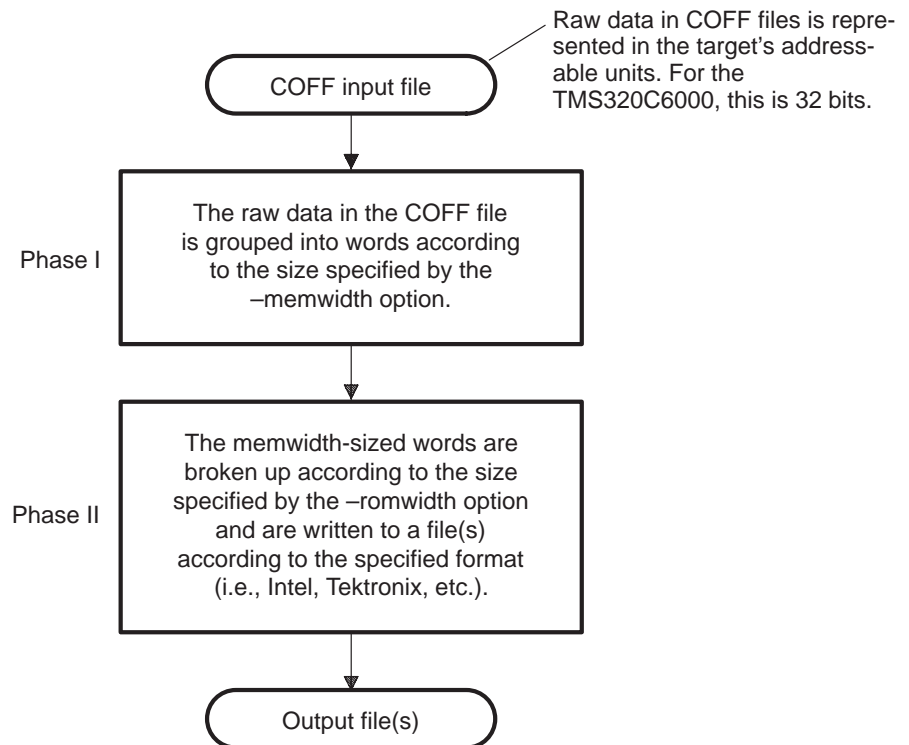 Raw data in COFF files is repre-
sented in the target's address-
able units. For the
TMS320C6000, this is 32 bits.
COFF input file
Phase I
The raw data in the COFF file
is grouped into words according
to the size specified by the
–memwidth option.
Phase II
The memwidth-sized words are
broken up according to the size
specified by the –romwidth option
and are written to a file(s)
according to the specified format
(i.e., Intel, Tektronix, etc.).
Output file(s)